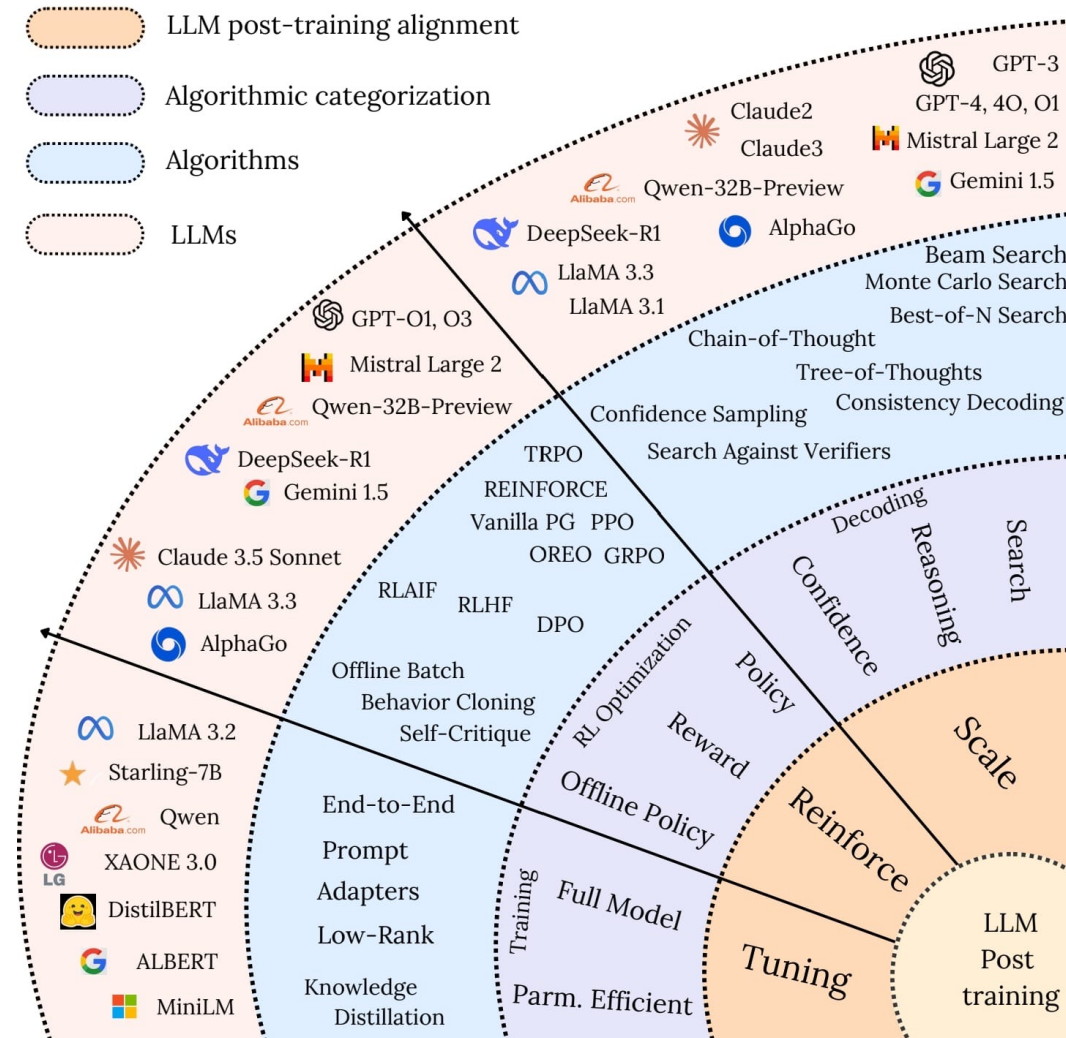 LLM post-training alignment
Algorithmic categorization
Algorithms
LLMs
GPT-3
GPT-4, 4O, O1
Mistral Large 2
Gemini 1.5
Claude2
Claude3
Alibaba.com
Qwen-32B-Preview
DeepSeek-R1
AlphaGo
LlaMA 3.3
LlaMA 3.1
Beam Search
Monte Carlo Search
Best-of-N Search
Chain-of-Thought
Tree-of-Thoughts
Consistency Decoding
Confidence Sampling
Search Against Verifiers
Decoding
Confidence
Reasoning
Search
Scale
GPT-O1, O3
Mistral Large 2
Alibaba.com
Qwen-32B-Preview
DeepSeek-R1
Gemini 1.5
Claude 3.5 Sonnet
LlaMA 3.3
AlphaGo
TRPO
REINFORCE
Vanilla PG PPO
OREO GRPO
RLAIF
RLHF
DPO
Offline Batch
Behavior Cloning
Self-Critique
RL Optimization
Policy
Reward
Offline Policy
Reinforce
LlaMA 3.2
Starling-7B
Alibaba.com
Qwen
LG
XAONE 3.0
DistilBERT
ALBERT
MiniLM
End-to-End
Prompt
Adapters
Low-Rank
Knowledge
Distillation
Training
Full Model
Parm. Efficient
Tuning
LLM
Post
training